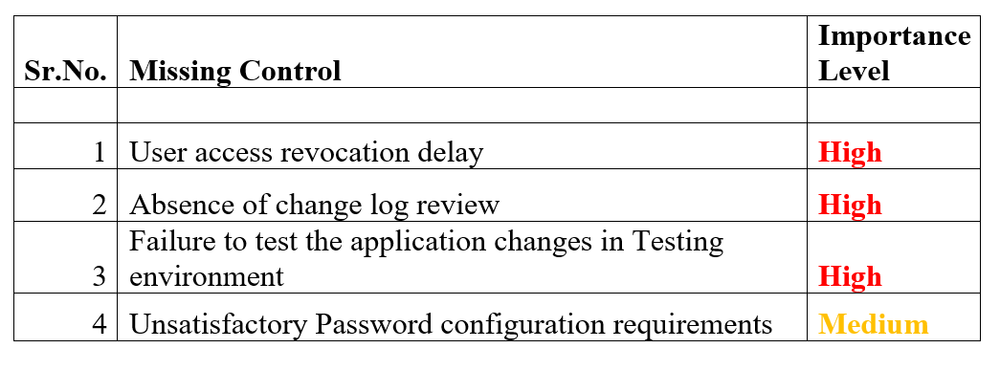 Sr.No. Missing Control Importance Level
1 User access revocation delay High
2 Absence of change log review High
3 Failure to test the application changes in Testing environment High
4 Unsatisfactory Password configuration requirements Medium